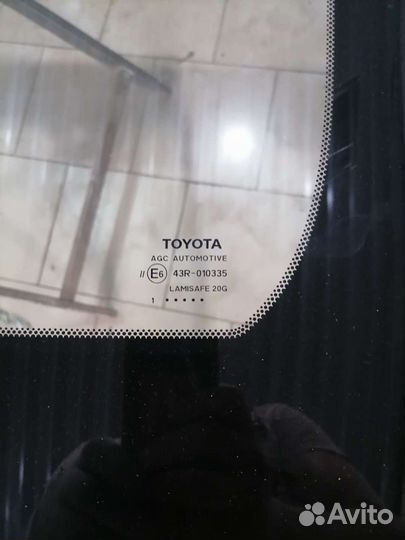 TOYOTA
AGC AUTOMOTIVE
// E6 43R-010335
LAMISAFE 20G
1 •••••
Avito